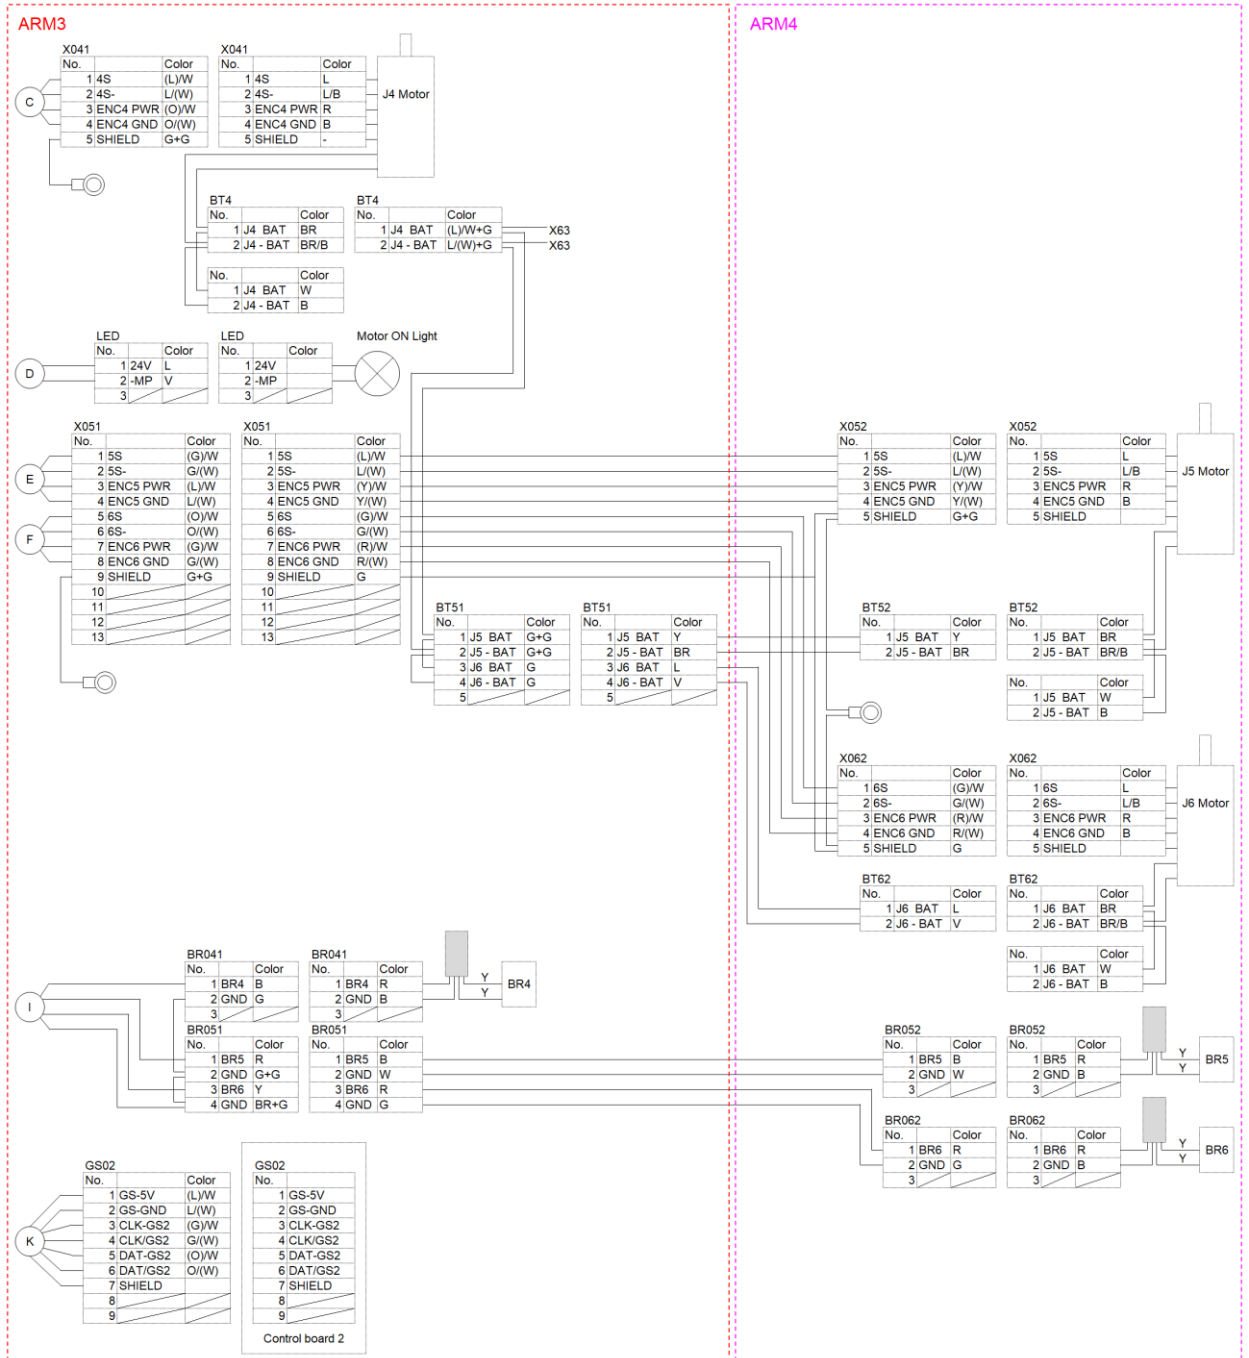 ARM3
ARM4
X041
No. Color
1 4S (L)/W
2 4S- L/(W)
3 ENC4 PWR (O)/W
4 ENC4 GND O/(W)
5 SHIELD G+G
C
X041
No. Color
1 4S L
2 4S- L/B
3 ENC4 PWR R
4 ENC4 GND B
5 SHIELD -
J4 Motor
BT4
No. Color
1 J4 BAT BR
2 J4 - BAT BR/B
BT4
No. Color
1 J4 BAT (L)/W+G
2 J4 - BAT L/(W)+G
X63
X63
No. Color
1 J4 BAT W
2 J4 - BAT B
LED
No. Color
1 24V L
2 -MP V
3
D
LED
No. Color
1 24V
2 -MP
3
Motor ON Light
X051
No. Color
1 5S (G)/W
2 5S- G/(W)
3 ENC5 PWR (L)/W
4 ENC5 GND L/(W)
5 6S (O)/W
6 6S- O/(W)
7 ENC6 PWR (G)/W
8 ENC6 GND G/(W)
9 SHIELD G+G
10
11
12
13
E
F
X051
No. Color
1 5S (L)/W
2 5S- L/(W)
3 ENC5 PWR (Y)/W
4 ENC5 GND Y/(W)
5 6S (G)/W
6 6S- G/(W)
7 ENC6 PWR (R)/W
8 ENC6 GND R/(W)
9 SHIELD G
10
11
12
13
X052
No. Color
1 5S (L)/W
2 5S- L/(W)
3 ENC5 PWR (Y)/W
4 ENC5 GND Y/(W)
5 SHIELD G+G
X052
No. Color
1 5S L
2 5S- L/B
3 ENC5 PWR R
4 ENC5 GND B
5 SHIELD
J5 Motor
BT51
No. Color
1 J5 BAT G+G
2 J5 - BAT G+G
3 J6 BAT G
4 J6 - BAT G
5
BT51
No. Color
1 J5 BAT Y
2 J5 - BAT BR
3 J6 BAT L
4 J6 - BAT V
5
BT52
No. Color
1 J5 BAT Y
2 J5 - BAT BR
BT52
No. Color
1 J5 BAT BR
2 J5 - BAT BR/B
No. Color
1 J5 BAT W
2 J5 - BAT B
X062
No. Color
1 6S (G)/W
2 6S- G/(W)
3 ENC6 PWR (R)/W
4 ENC6 GND R/(W)
5 SHIELD G
X062
No. Color
1 6S L
2 6S- L/B
3 ENC6 PWR R
4 ENC6 GND B
5 SHIELD
J6 Motor
BT62
No. Color
1 J6 BAT L
2 J6 - BAT V
BT62
No. Color
1 J6 BAT BR
2 J6 - BAT BR/B
No. Color
1 J6 BAT W
2 J6 - BAT B
BR041
No. Color
1 BR4 B
2 GND G
3
I
BR041
No. Color
1 BR4 R
2 GND B
3
Y
Y
BR4
BR051
No. Color
1 BR5 R
2 GND G+G
3 BR6 Y
4 GND BR+G
BR051
No. Color
1 BR5 B
2 GND W
3 BR6 R
4 GND G
BR052
No. Color
1 BR5 B
2 GND W
3
BR052
No. Color
1 BR5 R
2 GND B
3
Y
Y
BR5
BR062
No. Color
1 BR6 R
2 GND G
3
BR062
No. Color
1 BR6 R
2 GND B
3
Y
Y
BR6
GS02
No. Color
1 GS-5V (L)/W
2 GS-GND L/(W)
3 CLK-GS2 (G)/W
4 CLK/GS2 G/(W)
5 DAT-GS2 (O)/W
6 DAT/GS2 O/(W)
7 SHIELD
8
9
K
GS02
No.
1 GS-5V
2 GS-GND
3 CLK-GS2
4 CLK/GS2
5 DAT-GS2
6 DAT/GS2
7 SHIELD
8
9
Control board 2